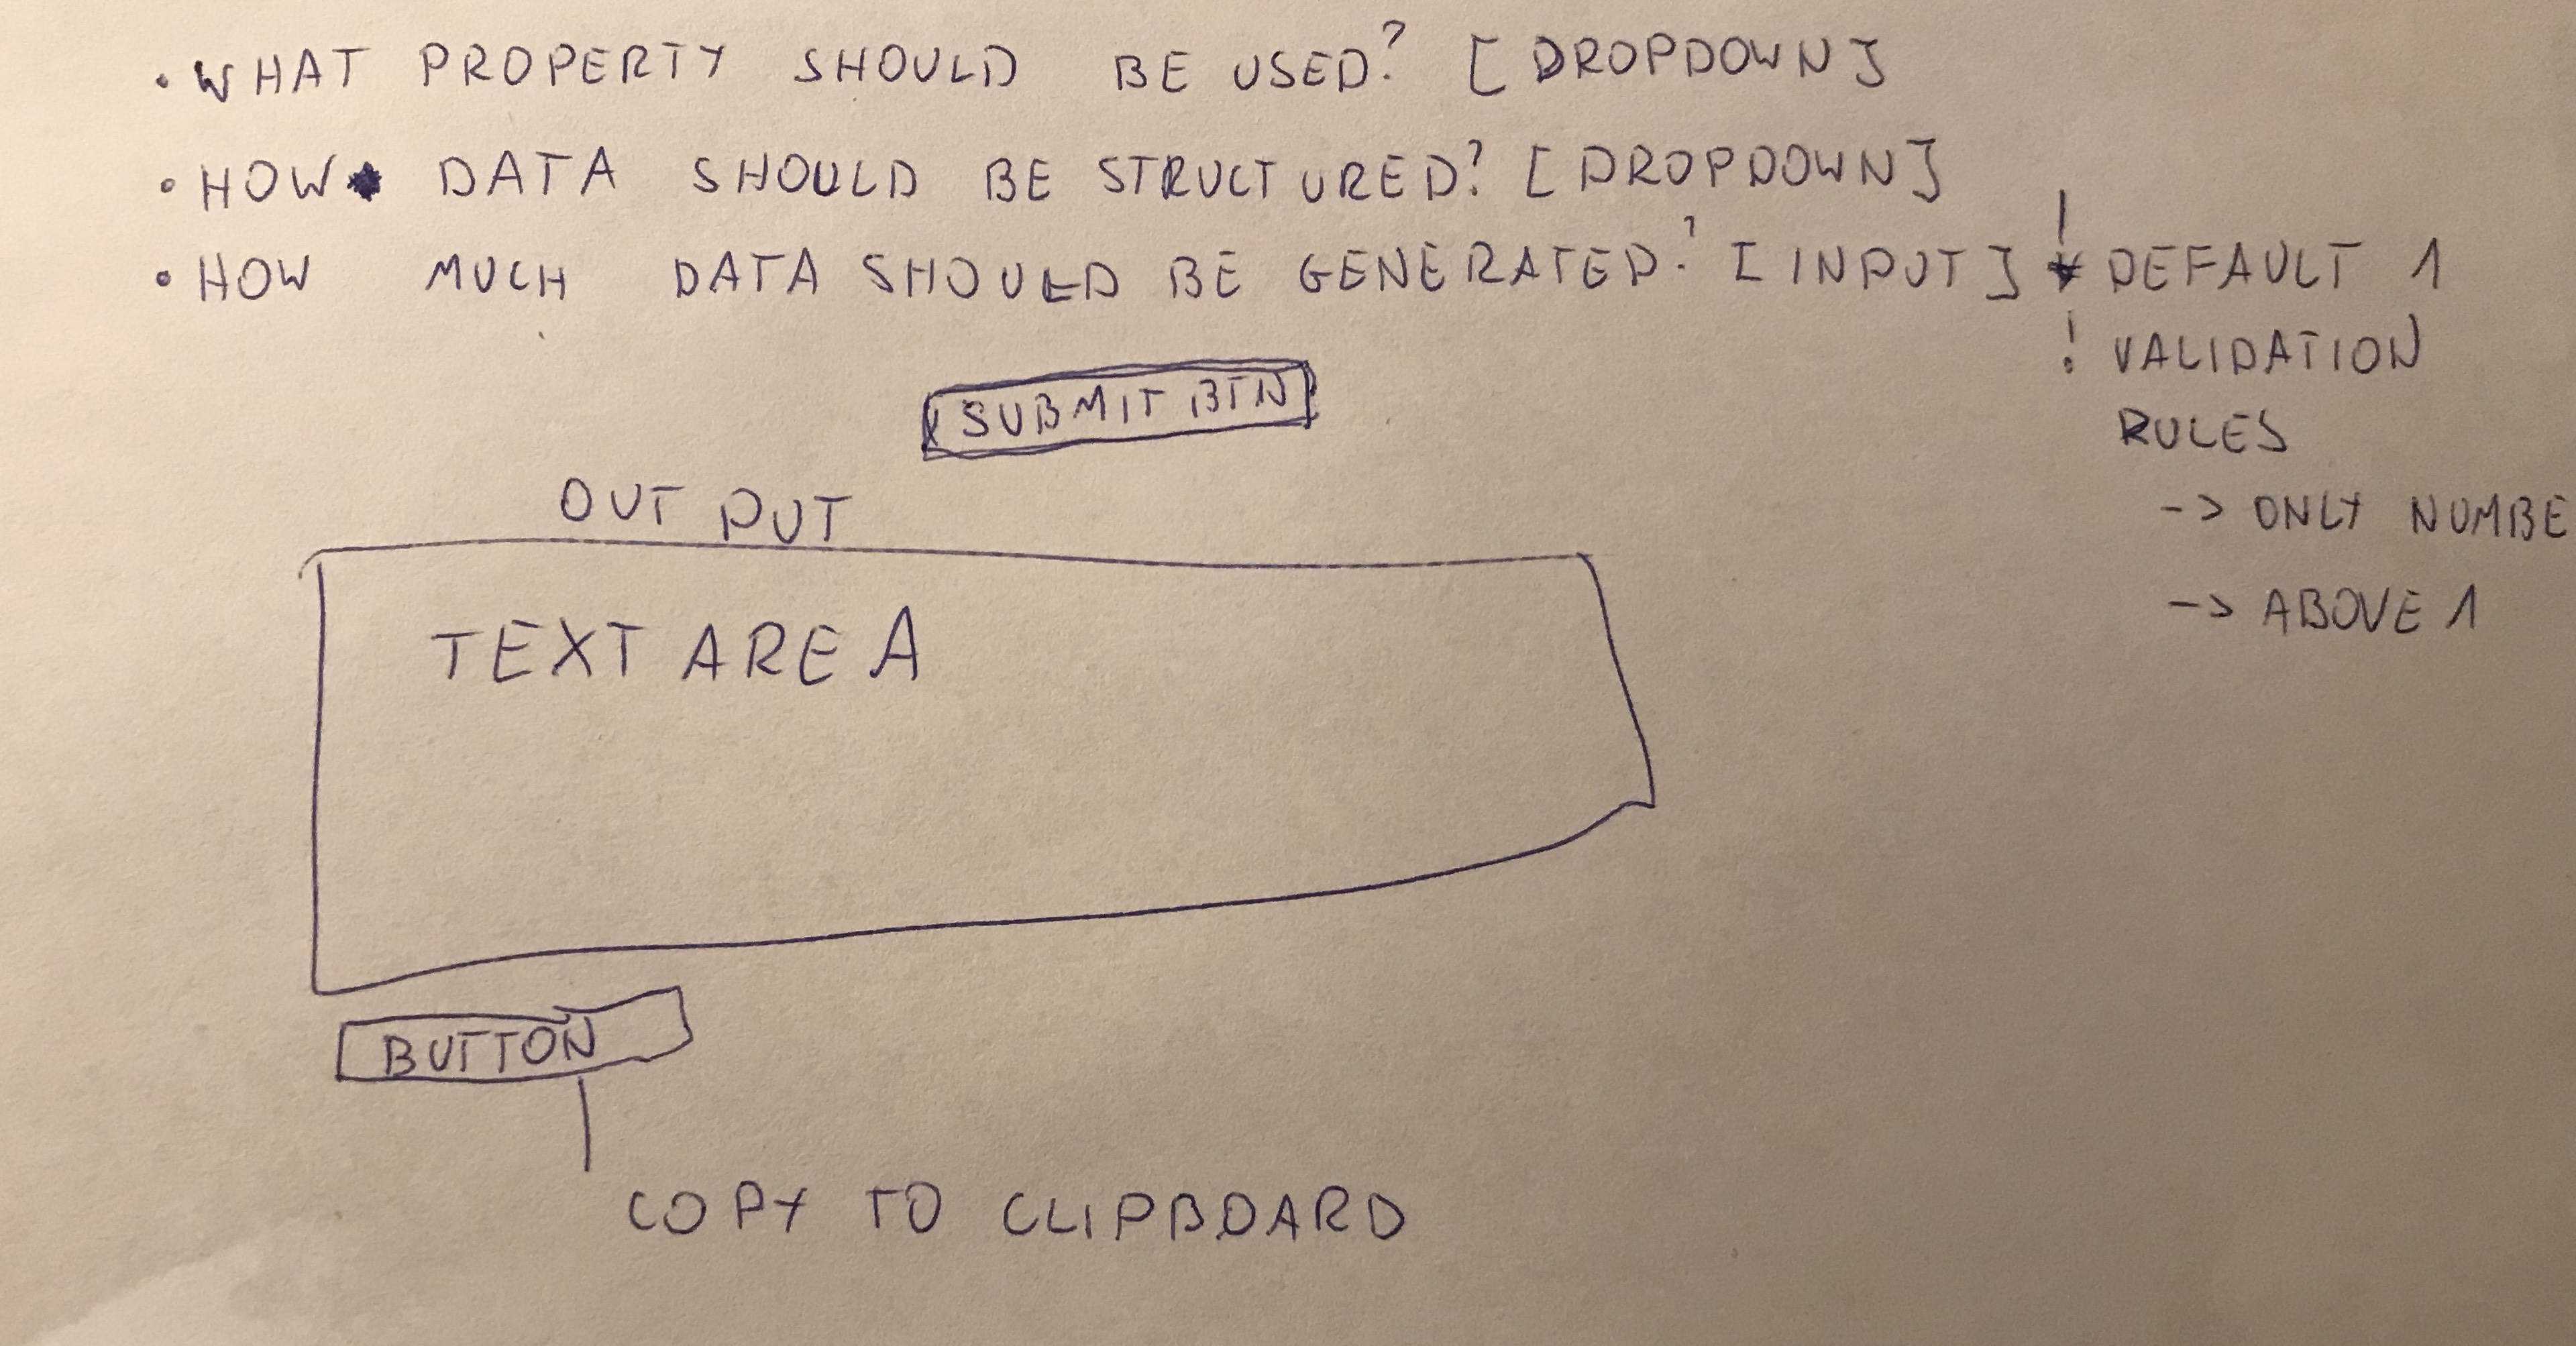 • WHAT PROPERTY SHOULD BE USED? [DROPDOWN]
• HOW DATA SHOULD BE STRUCTURED? [DROPDOWN]
• HOW MUCH DATA SHOULD BE GENERATED? [INPUT] ! DEFAULT 1
! VALIDATION
RULES
-> ONLY NUMBE
-> ABOVE 1
SUBMIT BTN
OUTPUT
TEXT AREA
BUTTON
COPY TO CLIPBOARD